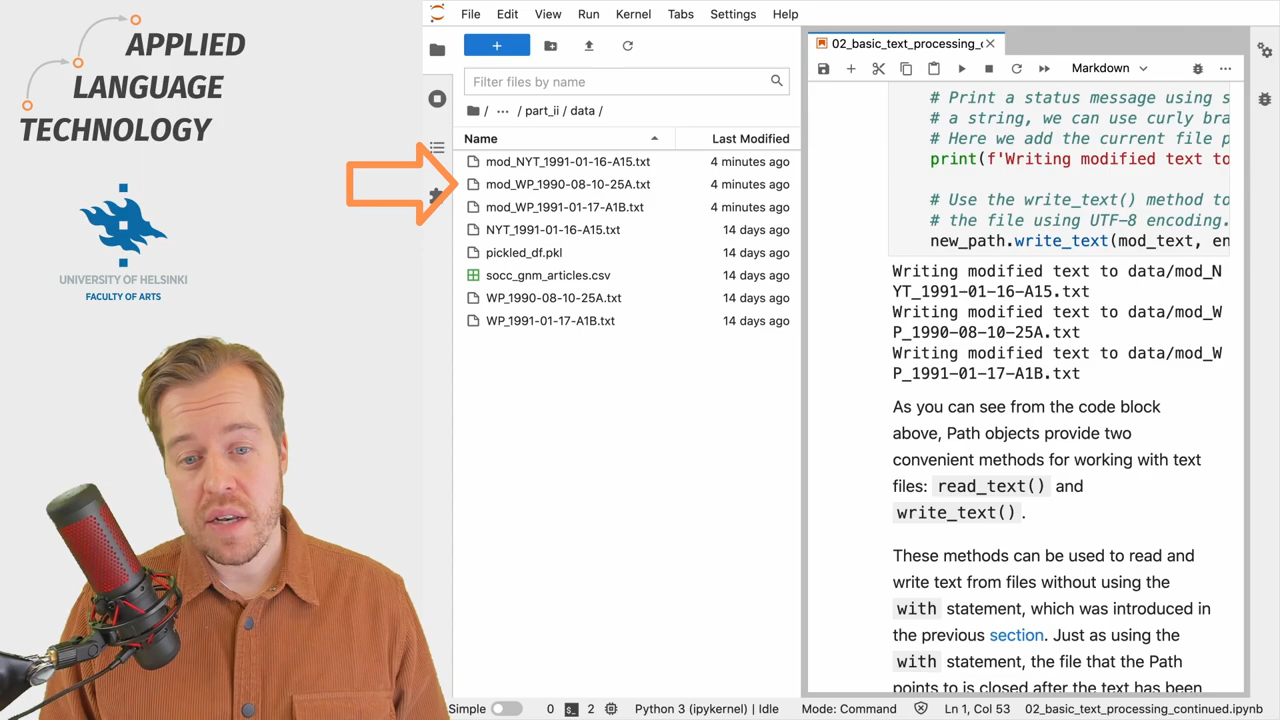 APPLIED
LANGUAGE
TECHNOLOGY
UNIVERSITY OF HELSINKI
FACULTY OF ARTS
File Edit View Run Kernel Tabs Settings Help
+
Filter files by name
/ ... / part_ii / data /
Name Last Modified
mod_NYT_1991-01-16-A15.txt 4 minutes ago
mod_WP_1990-08-10-25A.txt 4 minutes ago
mod_WP_1991-01-17-A1B.txt 4 minutes ago
NYT_1991-01-16-A15.txt 14 days ago
pickled_df.pkl 14 days ago
socc_gnm_articles.csv 14 days ago
WP_1990-08-10-25A.txt 14 days ago
WP_1991-01-17-A1B.txt 14 days ago
02_basic_text_processing_
Markdown
# Print a status message using s
# a string, we can use curly bra
# Here we add the current file p
print(f'Writing modified text to
# Use the write_text() method to
# the file using UTF-8 encoding.
new_path.write_text(mod_text, en
Writing modified text to data/mod_N
YT_1991-01-16-A15.txt
Writing modified text to data/mod_W
P_1990-08-10-25A.txt
Writing modified text to data/mod_W
P_1991-01-17-A1B.txt
As you can see from the code block
above, Path objects provide two
convenient methods for working with text
files: read_text() and
write_text().
These methods can be used to read and
write text from files without using the
with statement, which was introduced in
the previous section. Just as using the
with statement, the file that the Path
points to is closed after the text has been
Simple 0 2 Python 3 (ipykernel) | Idle Mode: Command Ln 1, Col 53 02_basic_text_processing_continued.ipynb